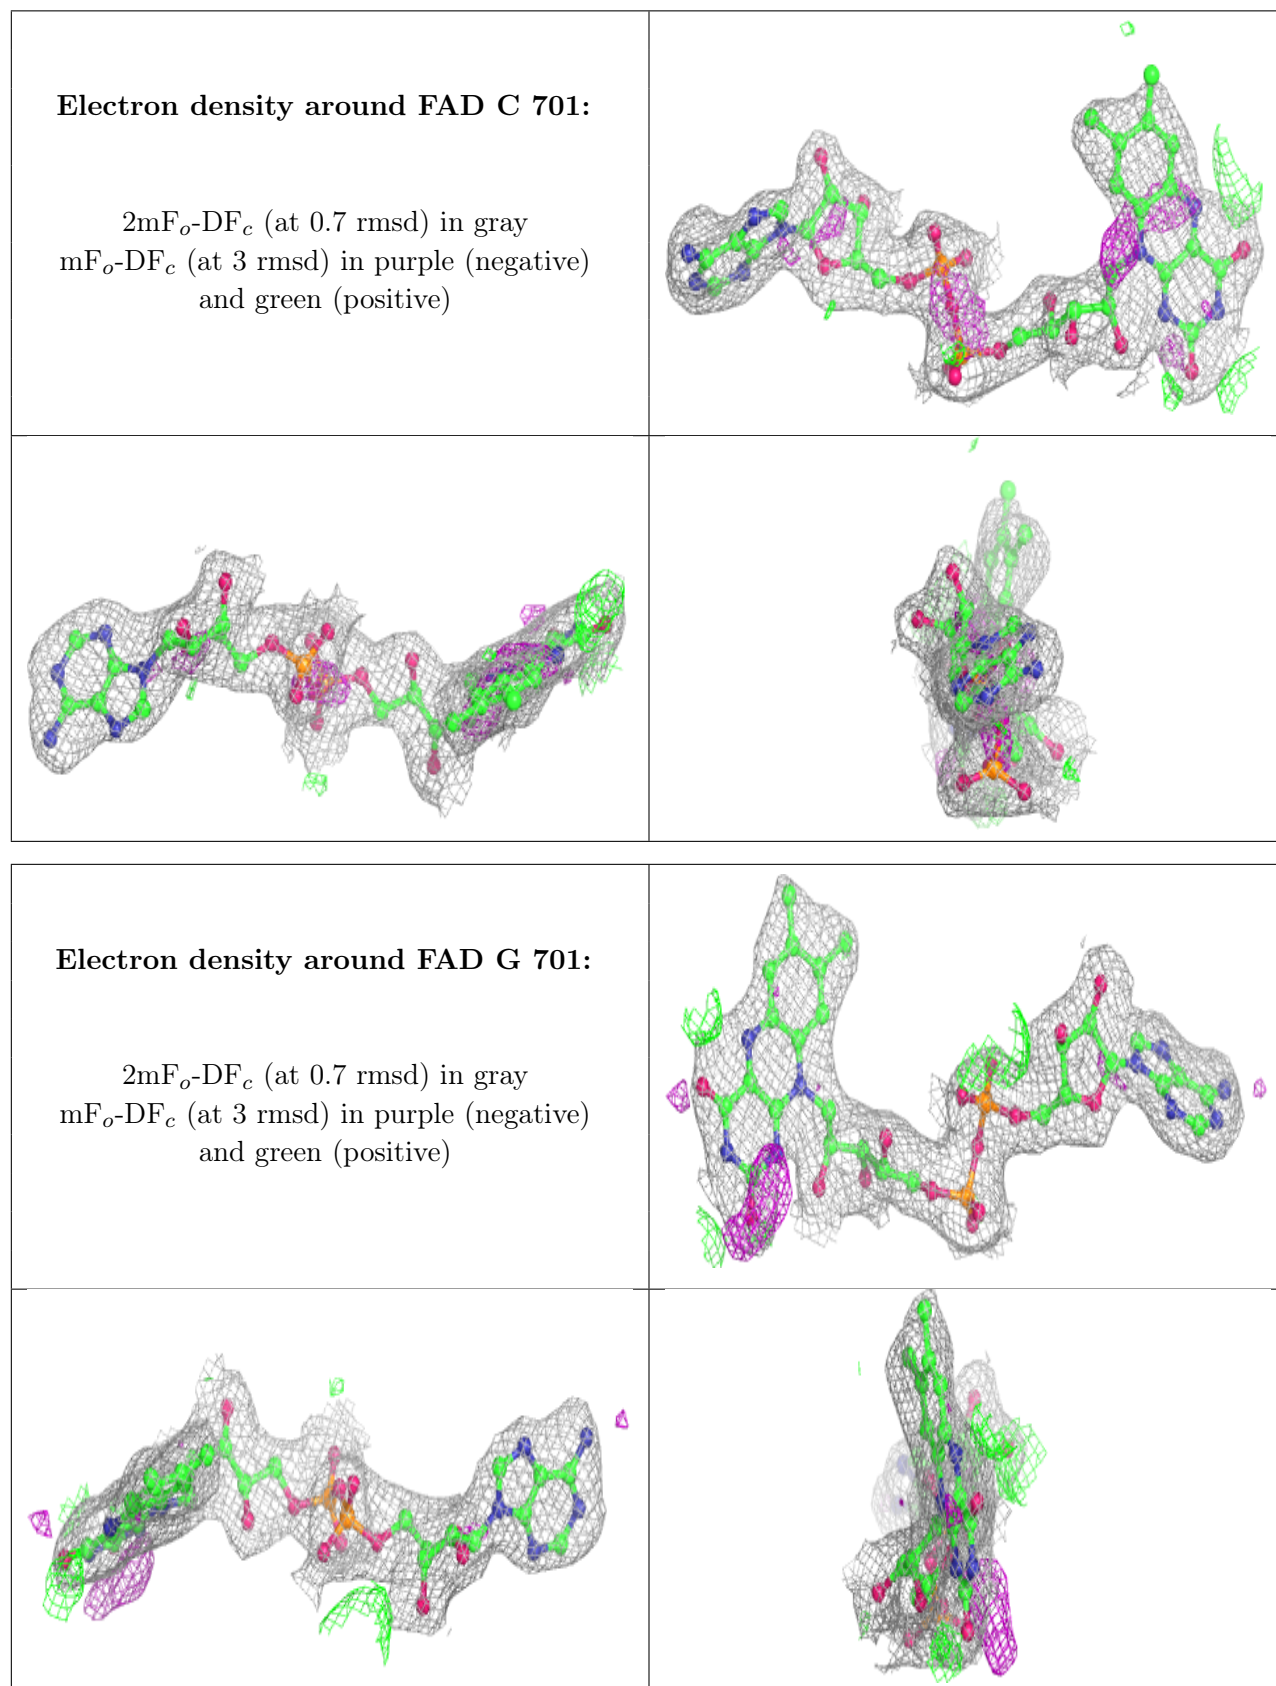 Electron density around FAD C 701:
2mFo-DFc (at 0.7 rmsd) in gray
mFo-DFc (at 3 rmsd) in purple (negative)
and green (positive)
Electron density around FAD G 701:
2mFo-DFc (at 0.7 rmsd) in gray
mFo-DFc (at 3 rmsd) in purple (negative)
and green (positive)